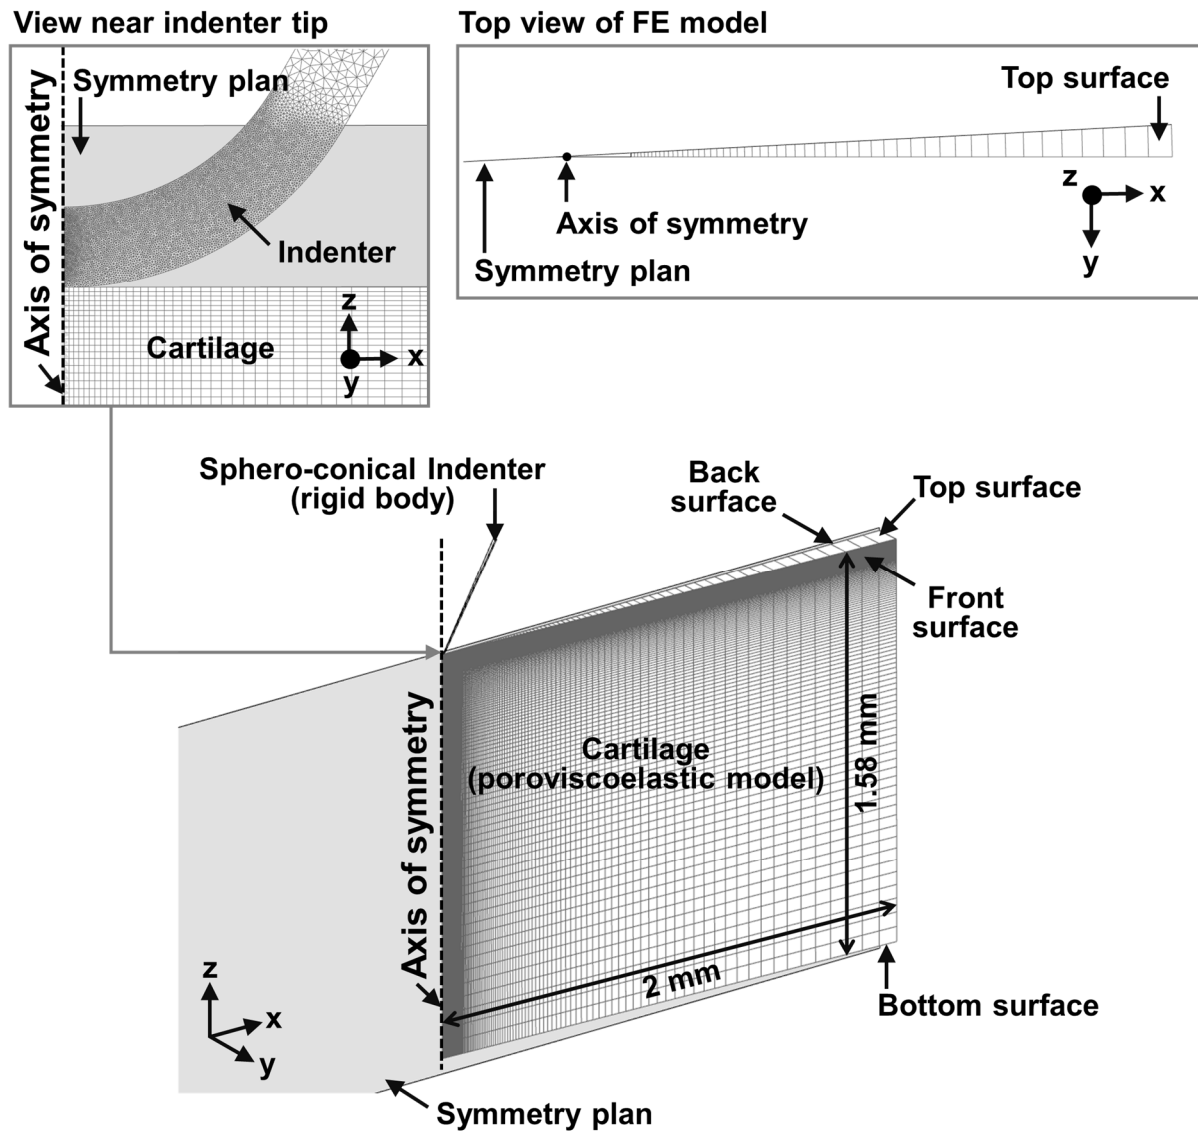 View near indenter tip
Symmetry plan
Axis of symmetry
Indenter
Cartilage
z
x
y
Top view of FE model
Top surface
z
x
y
Axis of symmetry
Symmetry plan
Sphero-conical Indenter
(rigid body)
Back
surface
Top surface
Front
surface
Axis of symmetry
Cartilage
(poroviscoelastic model)
1.58 mm
2 mm
Bottom surface
z
x
y
Symmetry plan